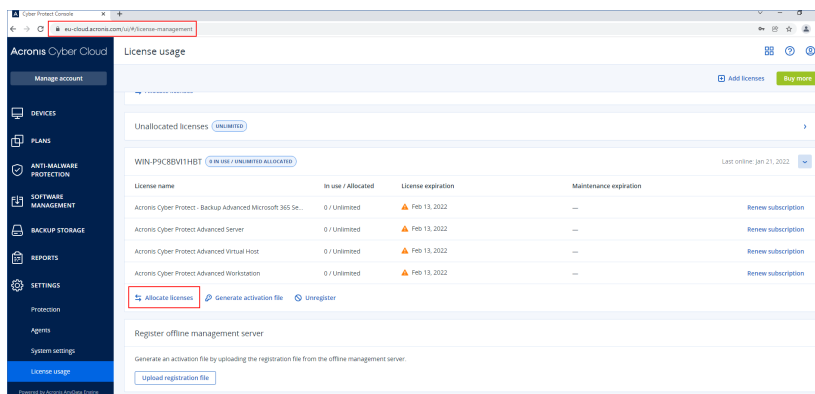 Cyber Protect Console
eu-cloud.acronis.com/ui/#/license-management
Acronis Cyber Cloud
License usage
Manage account
Add licenses
Buy more
DEVICES
Unallocated licenses UNLIMITED
PLANS
ANTI-MALWARE
PROTECTION
WIN-P9C8BVI1HBT 0 IN USE / UNLIMITED ALLOCATED
Last online: Jan 21, 2022
License name In use / Allocated License expiration Maintenance expiration
SOFTWARE
MANAGEMENT
Acronis Cyber Protect - Backup Advanced Microsoft 365 Se... 0 / Unlimited Feb 13, 2022 — Renew subscription
BACKUP STORAGE
Acronis Cyber Protect Advanced Server 0 / Unlimited Feb 13, 2022 — Renew subscription
REPORTS
Acronis Cyber Protect Advanced Virtual Host 0 / Unlimited Feb 13, 2022 — Renew subscription
Acronis Cyber Protect Advanced Workstation 0 / Unlimited Feb 13, 2022 — Renew subscription
SETTINGS
Allocate licenses Generate activation file Unregister
Protection
Agents
Register offline management server
System settings
Generate an activation file by uploading the registration file from the offline management server.
License usage
Upload registration file
Powered by Acronis AnyData Engine